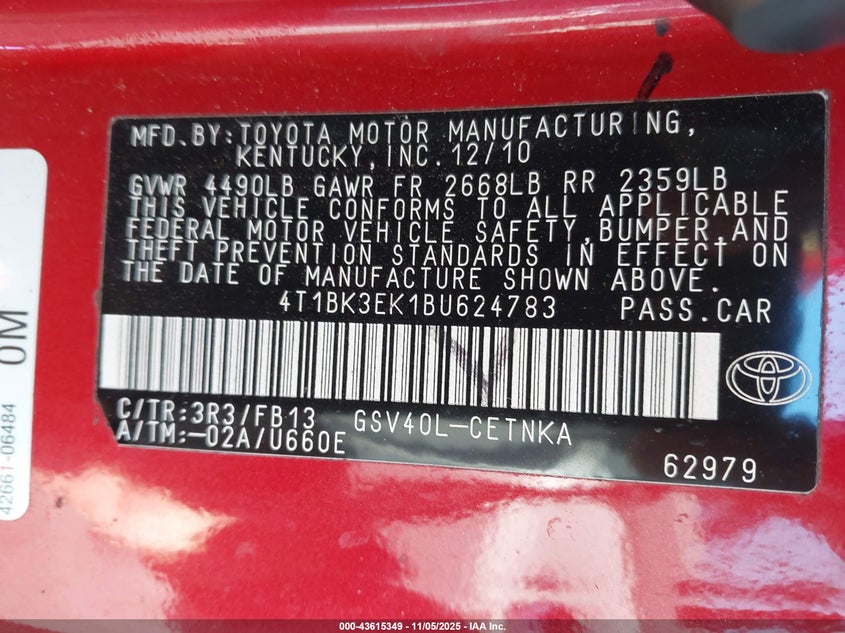 MFD.BY:TOYOTA MOTOR MANUFACTURING,
KENTUCKY,INC.12/10
GVWR 4490LB GAWR FR 2668LB RR 2359LB
THIS VEHICLE CONFORMS TO ALL APPLICABLE
FEDERAL MOTOR VEHICLE SAFETY,BUMPER,AND
THEFT PREVENTION STANDARDS IN EFFECT ON
THE DATE OF MANUFACTURE SHOWN ABOVE.
4T1BK3EK1BU624783 PASS.CAR
C/TR:3R3/FB13 GSV40L-CETNKA
A/TM:-02A/U660E
62979
0M
42661-06484
000-43615349 - 11/05/2025 - IAA Inc.